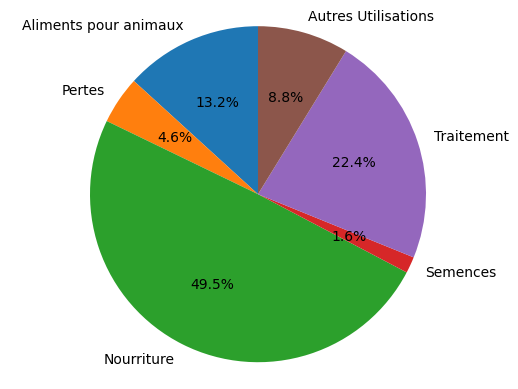 Autres Utilisations
Aliments pour animaux
Pertes
8.8%
13.2%
4.6%
Traitement
22.4%
1.6%
Semences
49.5%
Nourriture